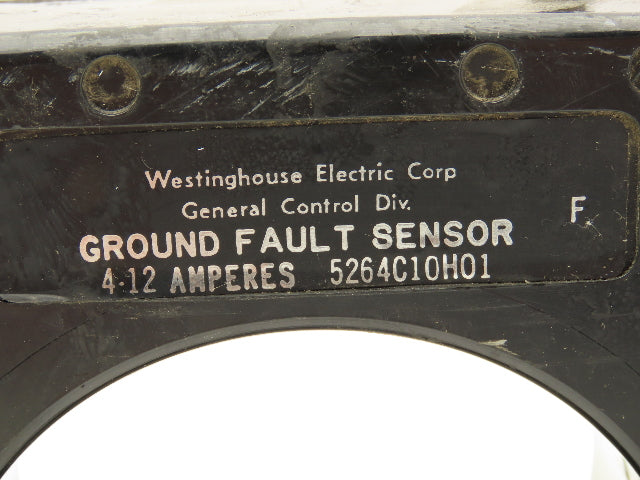 Westinghouse Electric Corp
General Control Div.
F
GROUND FAULT SENSOR
4-12 AMPERES 5264C10H01